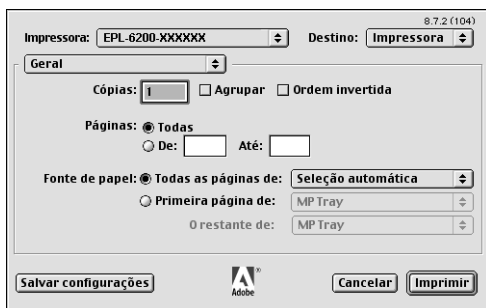 8.7.2 (104)
Impressora: EPL-6200-XXXXXX Destino: Impressora
Geral
Cópias: 1 Agrupar Ordem invertida
Páginas: Todas
De: Até:
Fonte de papel: Todas as páginas de: Seleção automática
Primeira página de: MP Tray
O restante de: MP Tray
Salvar configurações Adobe Cancelar Imprimir